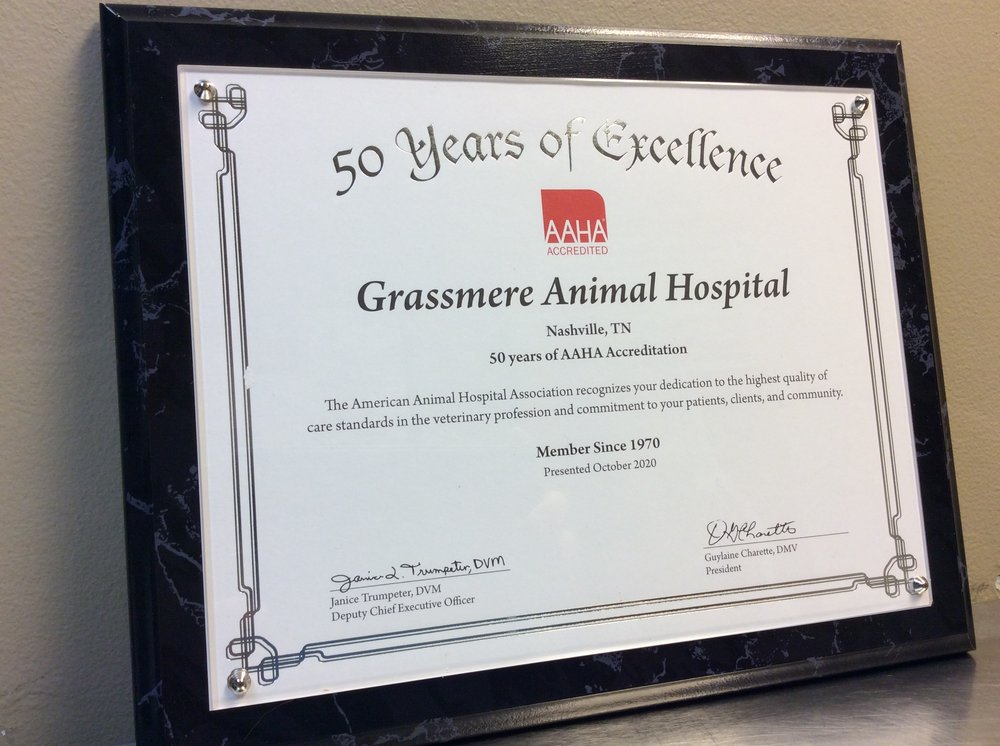 50 Years of Excellence
AAHA
ACCREDITED
Grassmere Animal Hospital
Nashville, TN
50 years of AAHA Accreditation
The American Animal Hospital Association recognizes your dedication to the highest quality of
care standards in the veterinary profession and commitment to your patients, clients, and community.
Member Since 1970
Presented October 2020
Janice L. Trumpeter, DVM
Janice Trumpeter, DVM
Deputy Chief Executive Officer
Guylaine Charette, DMV
President